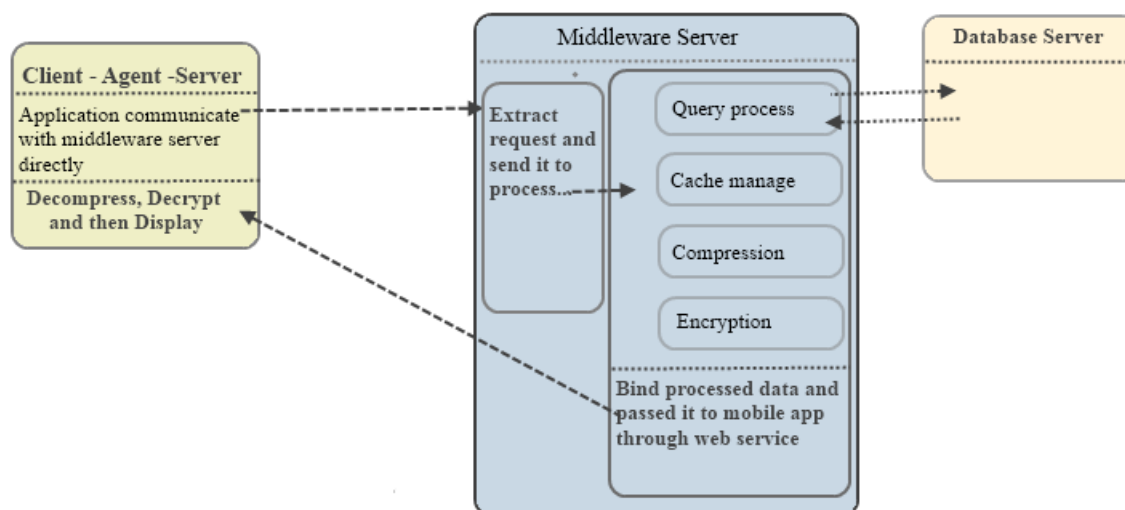 Client - Agent -Server
Application communicate
with middleware server
directly
Decompress, Decrypt
and then Display
Middleware Server
Extract
request and
send it to
process...
Query process
Cache manage
Compression
Encryption
Bind processed data and
passed it to mobile app
through web service
Database Server